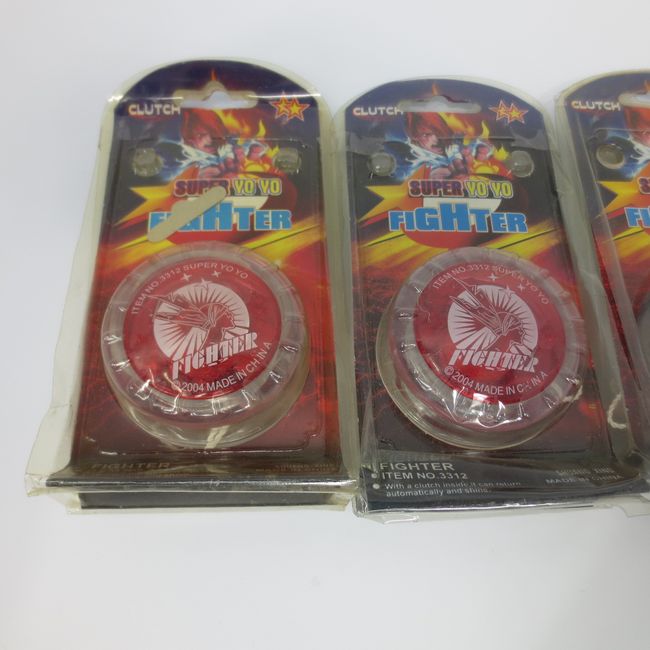 CLUTCH
SUPER YO YO
FIGHTER
ITEM NO.3312 SUPER YO YO
FIGHTER
©2004 MADE IN CHINA
FIGHTER
CLUTCH
SUPER YO YO
FIGHTER
ITEM NO.3312 SUPER YO YO
FIGHTER
©2004 MADE IN CHINA
FIGHTER
ITEM NO.3312
With a clutch inside,it can return
automatically and shins.
MADE IN CHINA
CLUTCH